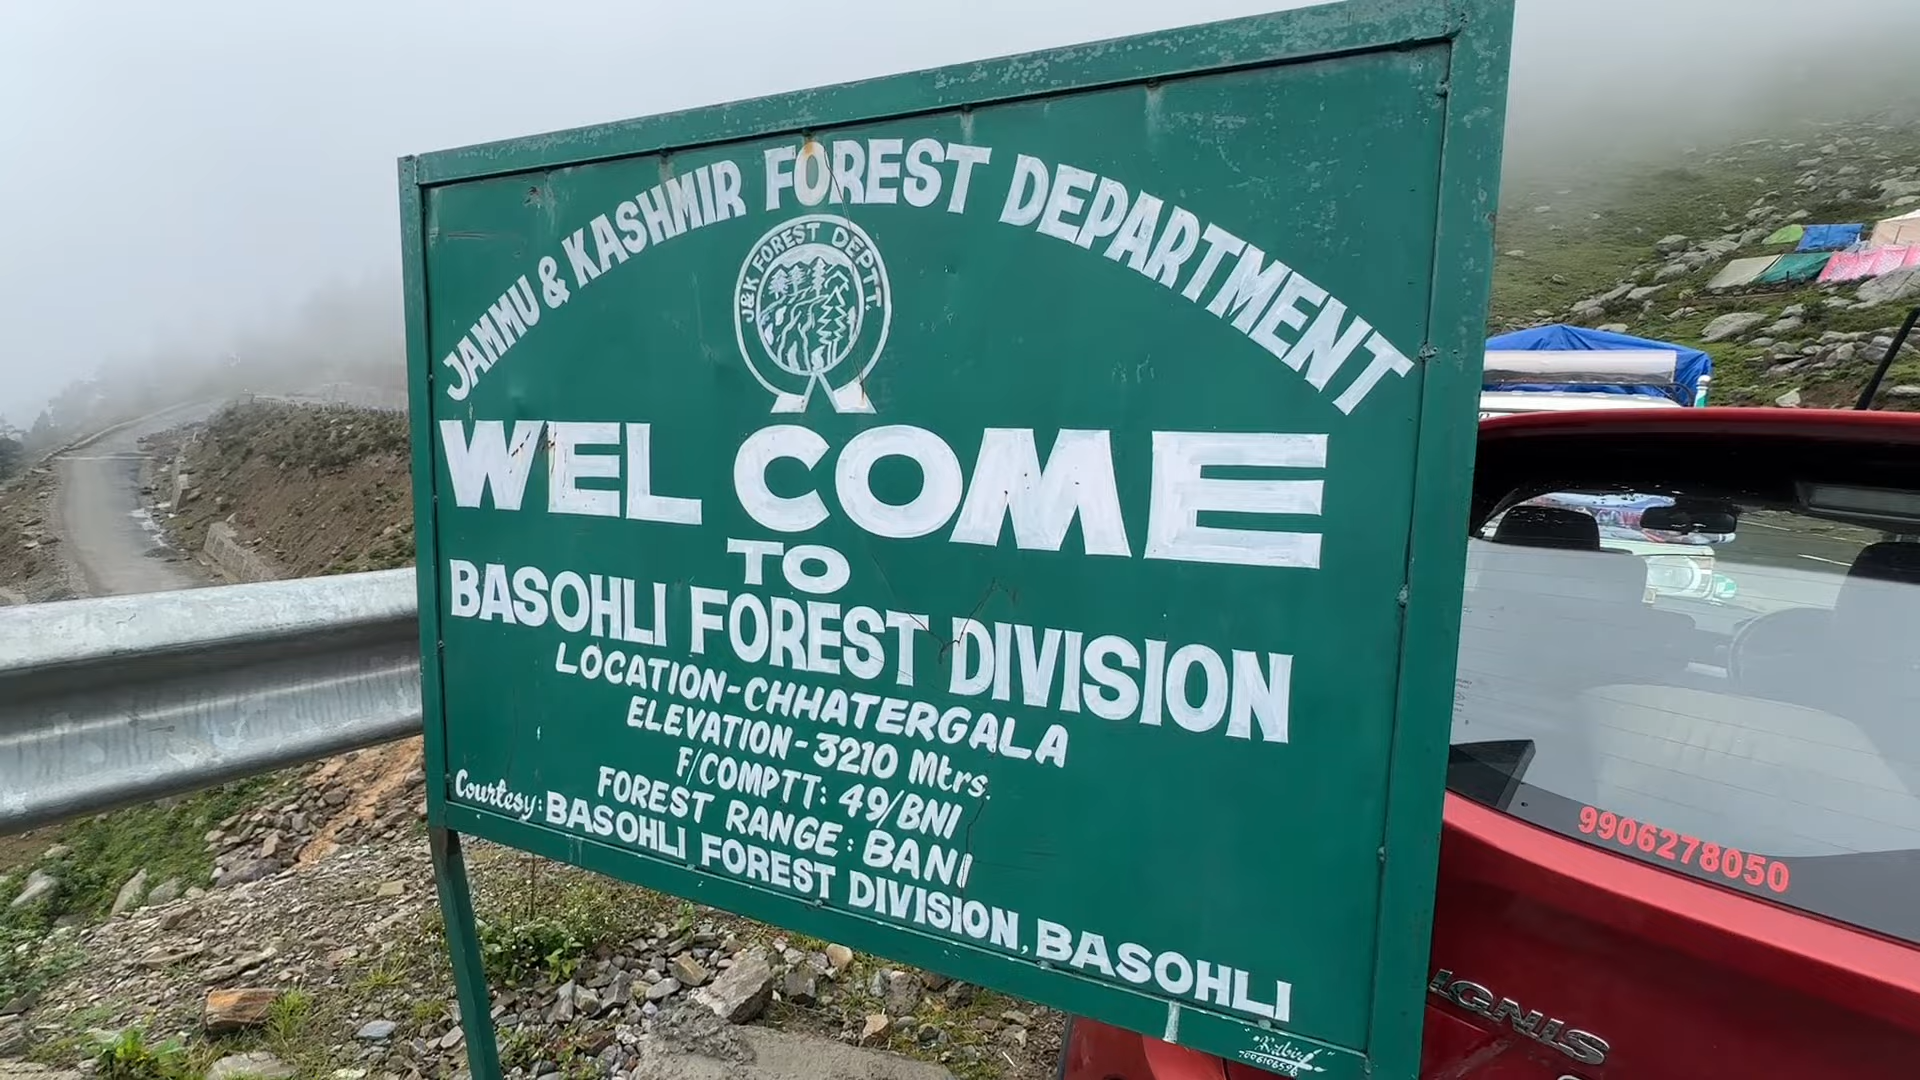 JAMMU & KASHMIR FOREST DEPARTMENT
J&K FOREST DEPTT.
WEL COME
TO
BASOHLI FOREST DIVISION
LOCATION-CHHATERGALA
ELEVATION-3210 Mtrs.
F/COMPTT: 49/BNI
FOREST RANGE: BANI
Courtesy: BASOHLI FOREST DIVISION, BASOHLI
9906278050
IGNIS